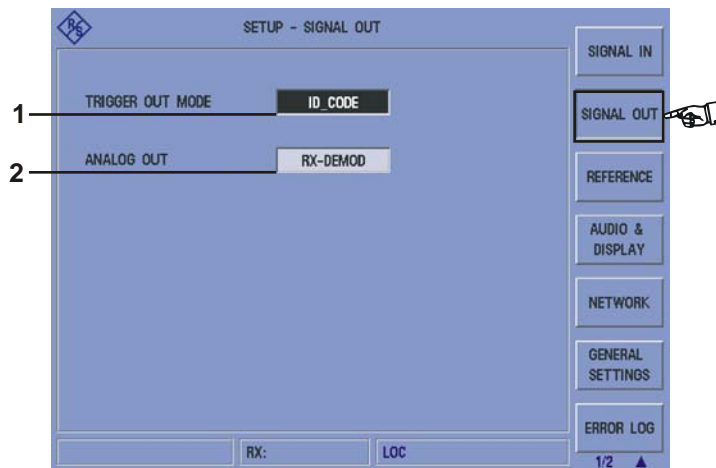 R&S
SETUP - SIGNAL OUT
1
TRIGGER OUT MODE
ID_CODE
2
ANALOG OUT
RX-DEMOD
SIGNAL IN
SIGNAL OUT
REFERENCE
AUDIO &
DISPLAY
NETWORK
GENERAL
SETTINGS
ERROR LOG
RX:
LOC
1/2